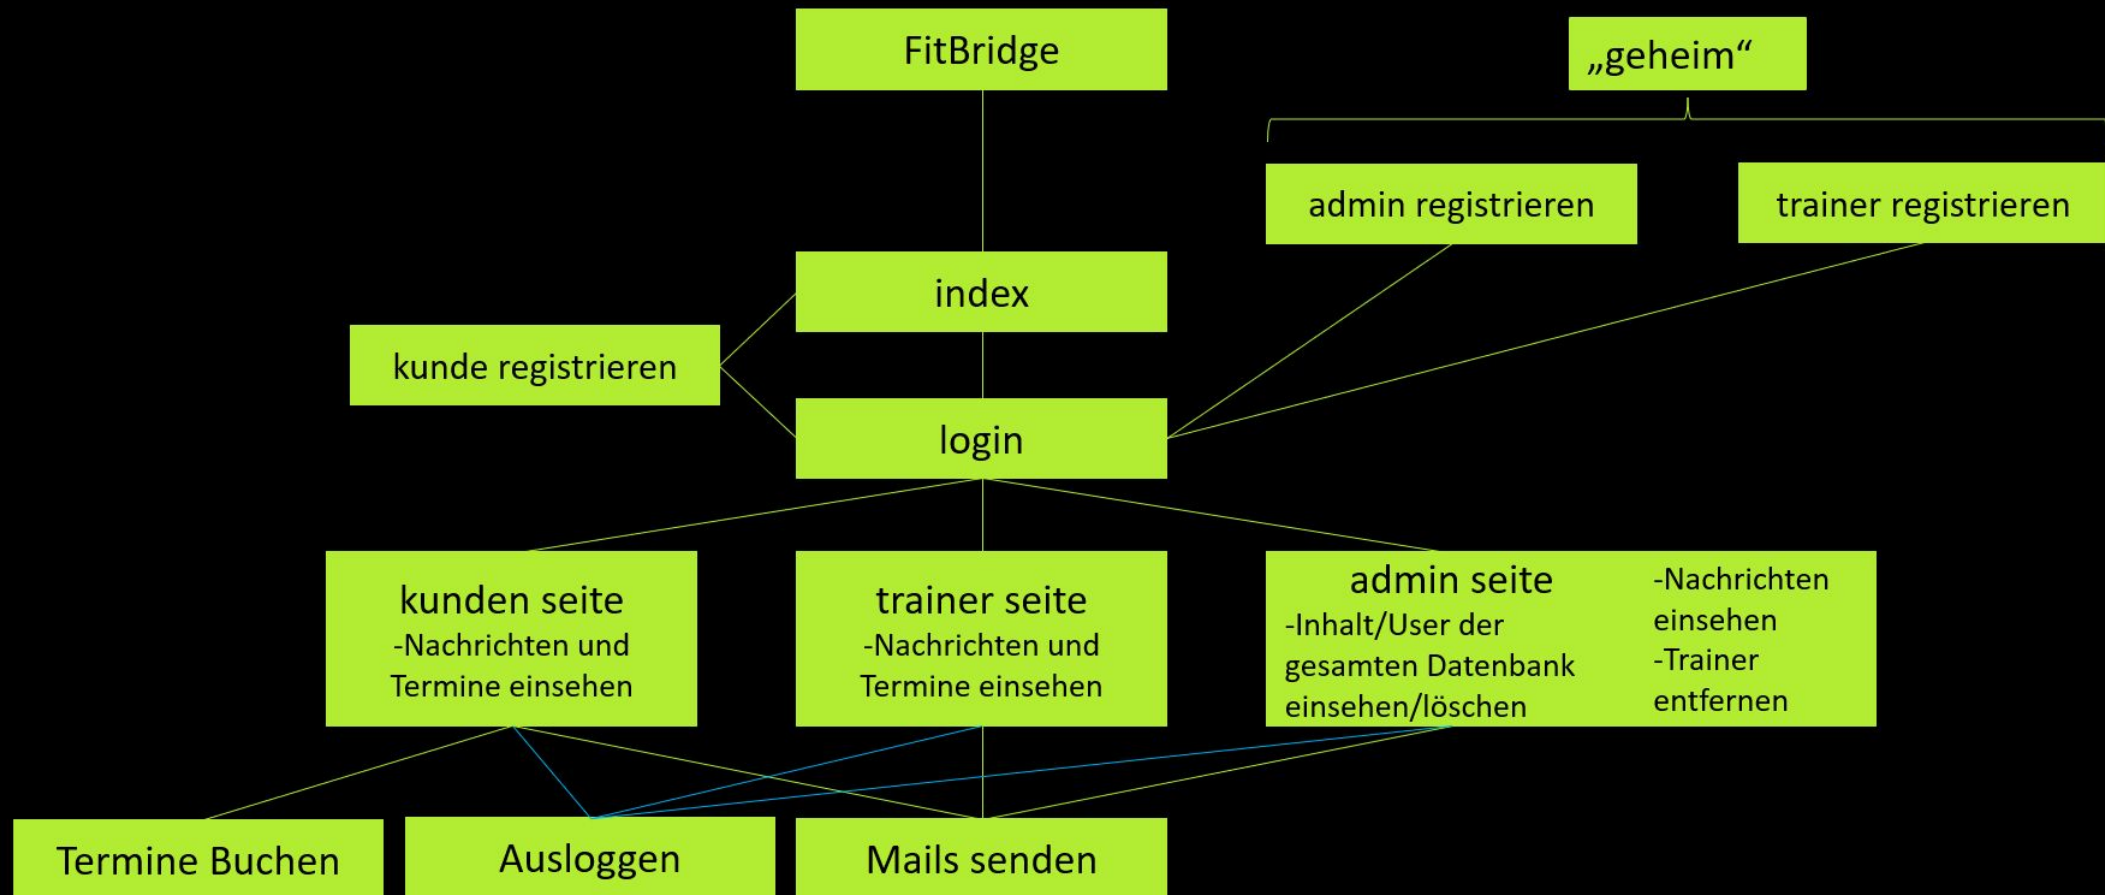 FitBridge
„geheim“
admin registrieren
trainer registrieren
index
kunde registrieren
login
kunden seite
-Nachrichten und
Termine einsehen
trainer seite
-Nachrichten und
Termine einsehen
admin seite
-Inhalt/User der
gesamten Datenbank
einsehen/löschen
-Nachrichten
einsehen
-Trainer
entfernen
Termine Buchen
Ausloggen
Mails senden